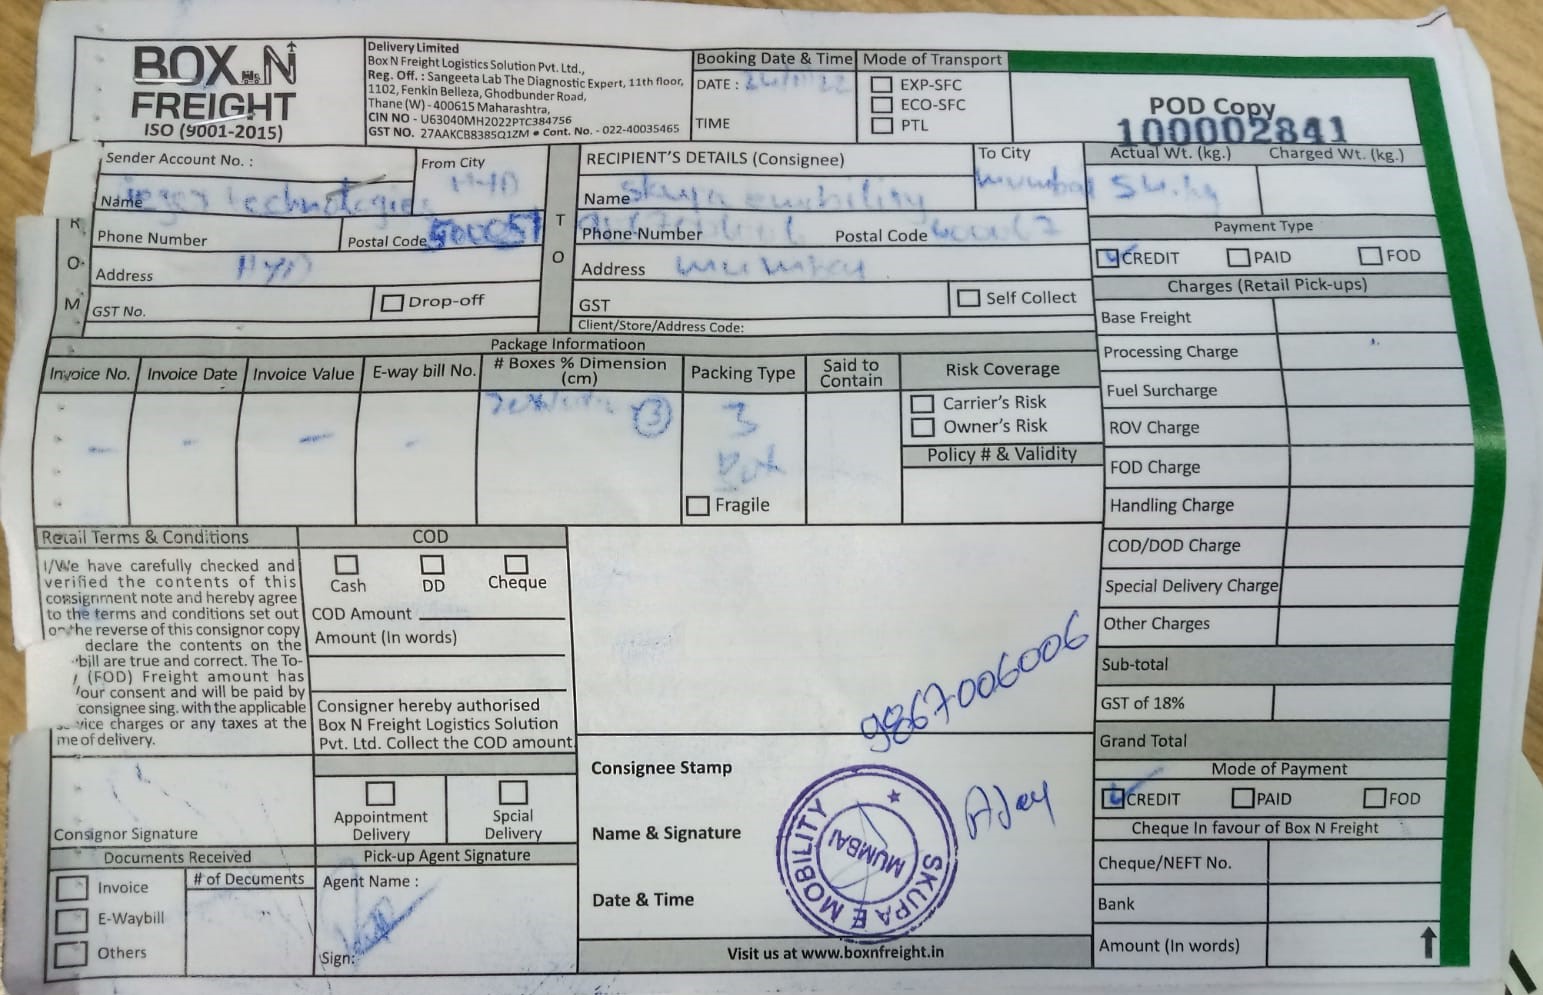 BOX N
FREIGHT
ISO (9001-2015)
Delivery Limited
Box N Freight Logistics Solution Pvt. Ltd.,
Reg. Off. : Sangeeta Lab The Diagnostic Expert, 11th floor,
1102, Fenkin Belleza, Ghodbunder Road,
Thane (W) - 400615 Maharashtra,
CIN NO - U63040MH2022PTC384756
GST NO. 27AAKCB8385Q1ZM • Cont. No. - 022-40035465
Booking Date & Time
DATE :
TIME
Mode of Transport
EXP-SFC
ECO-SFC
PTL
POD Copy
100002841
Sender Account No. :
From City
HYD
Name technologies
Phone Number
Postal Code 500051
Address HYD
GST No.
Drop-off
R O M
T O
RECIPIENT'S DETAILS (Consignee)
To City
Mumbai
Name Skupa emobility
Phone Number
Postal Code
Address Mumbai
GST
Self Collect
Client/Store/Address Code:
Actual Wt. (kg.)
Charged Wt. (kg.)
Payment Type
CREDIT
PAID
FOD
Charges (Retail Pick-ups)
Base Freight
Processing Charge
Fuel Surcharge
ROV Charge
FOD Charge
Handling Charge
COD/DOD Charge
Special Delivery Charge
Other Charges
Sub-total
GST of 18%
Grand Total
Mode of Payment
CREDIT
PAID
FOD
Cheque In favour of Box N Freight
Cheque/NEFT No.
Bank
Amount (In words)
Package Informatioon
Invoice No.
Invoice Date
Invoice Value
E-way bill No.
# Boxes % Dimension
(cm)
Packing Type
Said to
Contain
Risk Coverage
- - - -
3
3
Box
Fragile
Carrier's Risk
Owner's Risk
Policy # & Validity
Retail Terms & Conditions
I/We have carefully checked and
verified the contents of this
consignment note and hereby agree
to the terms and conditions set out
on the reverse of this consignor copy
declare the contents on the
bill are true and correct. The To-
(FOD) Freight amount has
our consent and will be paid by
consignee sing. with the applicable
vice charges or any taxes at the
me of delivery.
Consignor Signature
COD
Cash
DD
Cheque
COD Amount
Amount (In words)
Consigner hereby authorised
Box N Freight Logistics Solution
Pvt. Ltd. Collect the COD amount
Appointment
Delivery
Spcial
Delivery
Documents Received
Invoice
E-Waybill
Others
# of Decuments
Pick-up Agent Signature
Agent Name :
Sign:
9867006006
Consignee Stamp
Name & Signature
Ajay
Date & Time
SKUPA E MOBILITY
MUMBAI
Visit us at www.boxnfreight.in